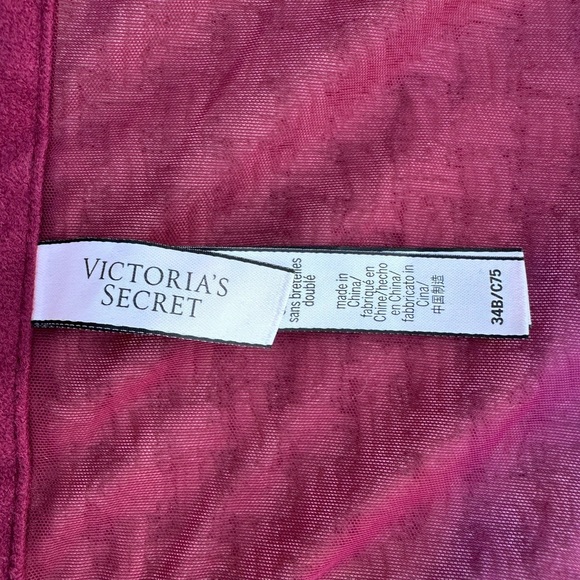 VICTORIA'S
SECRET
sans bretelles
doublé
made in
China/
fabriqué en
Chine/hecho
en China/
fabbricato in
Cina/
中国制造
34B/C75